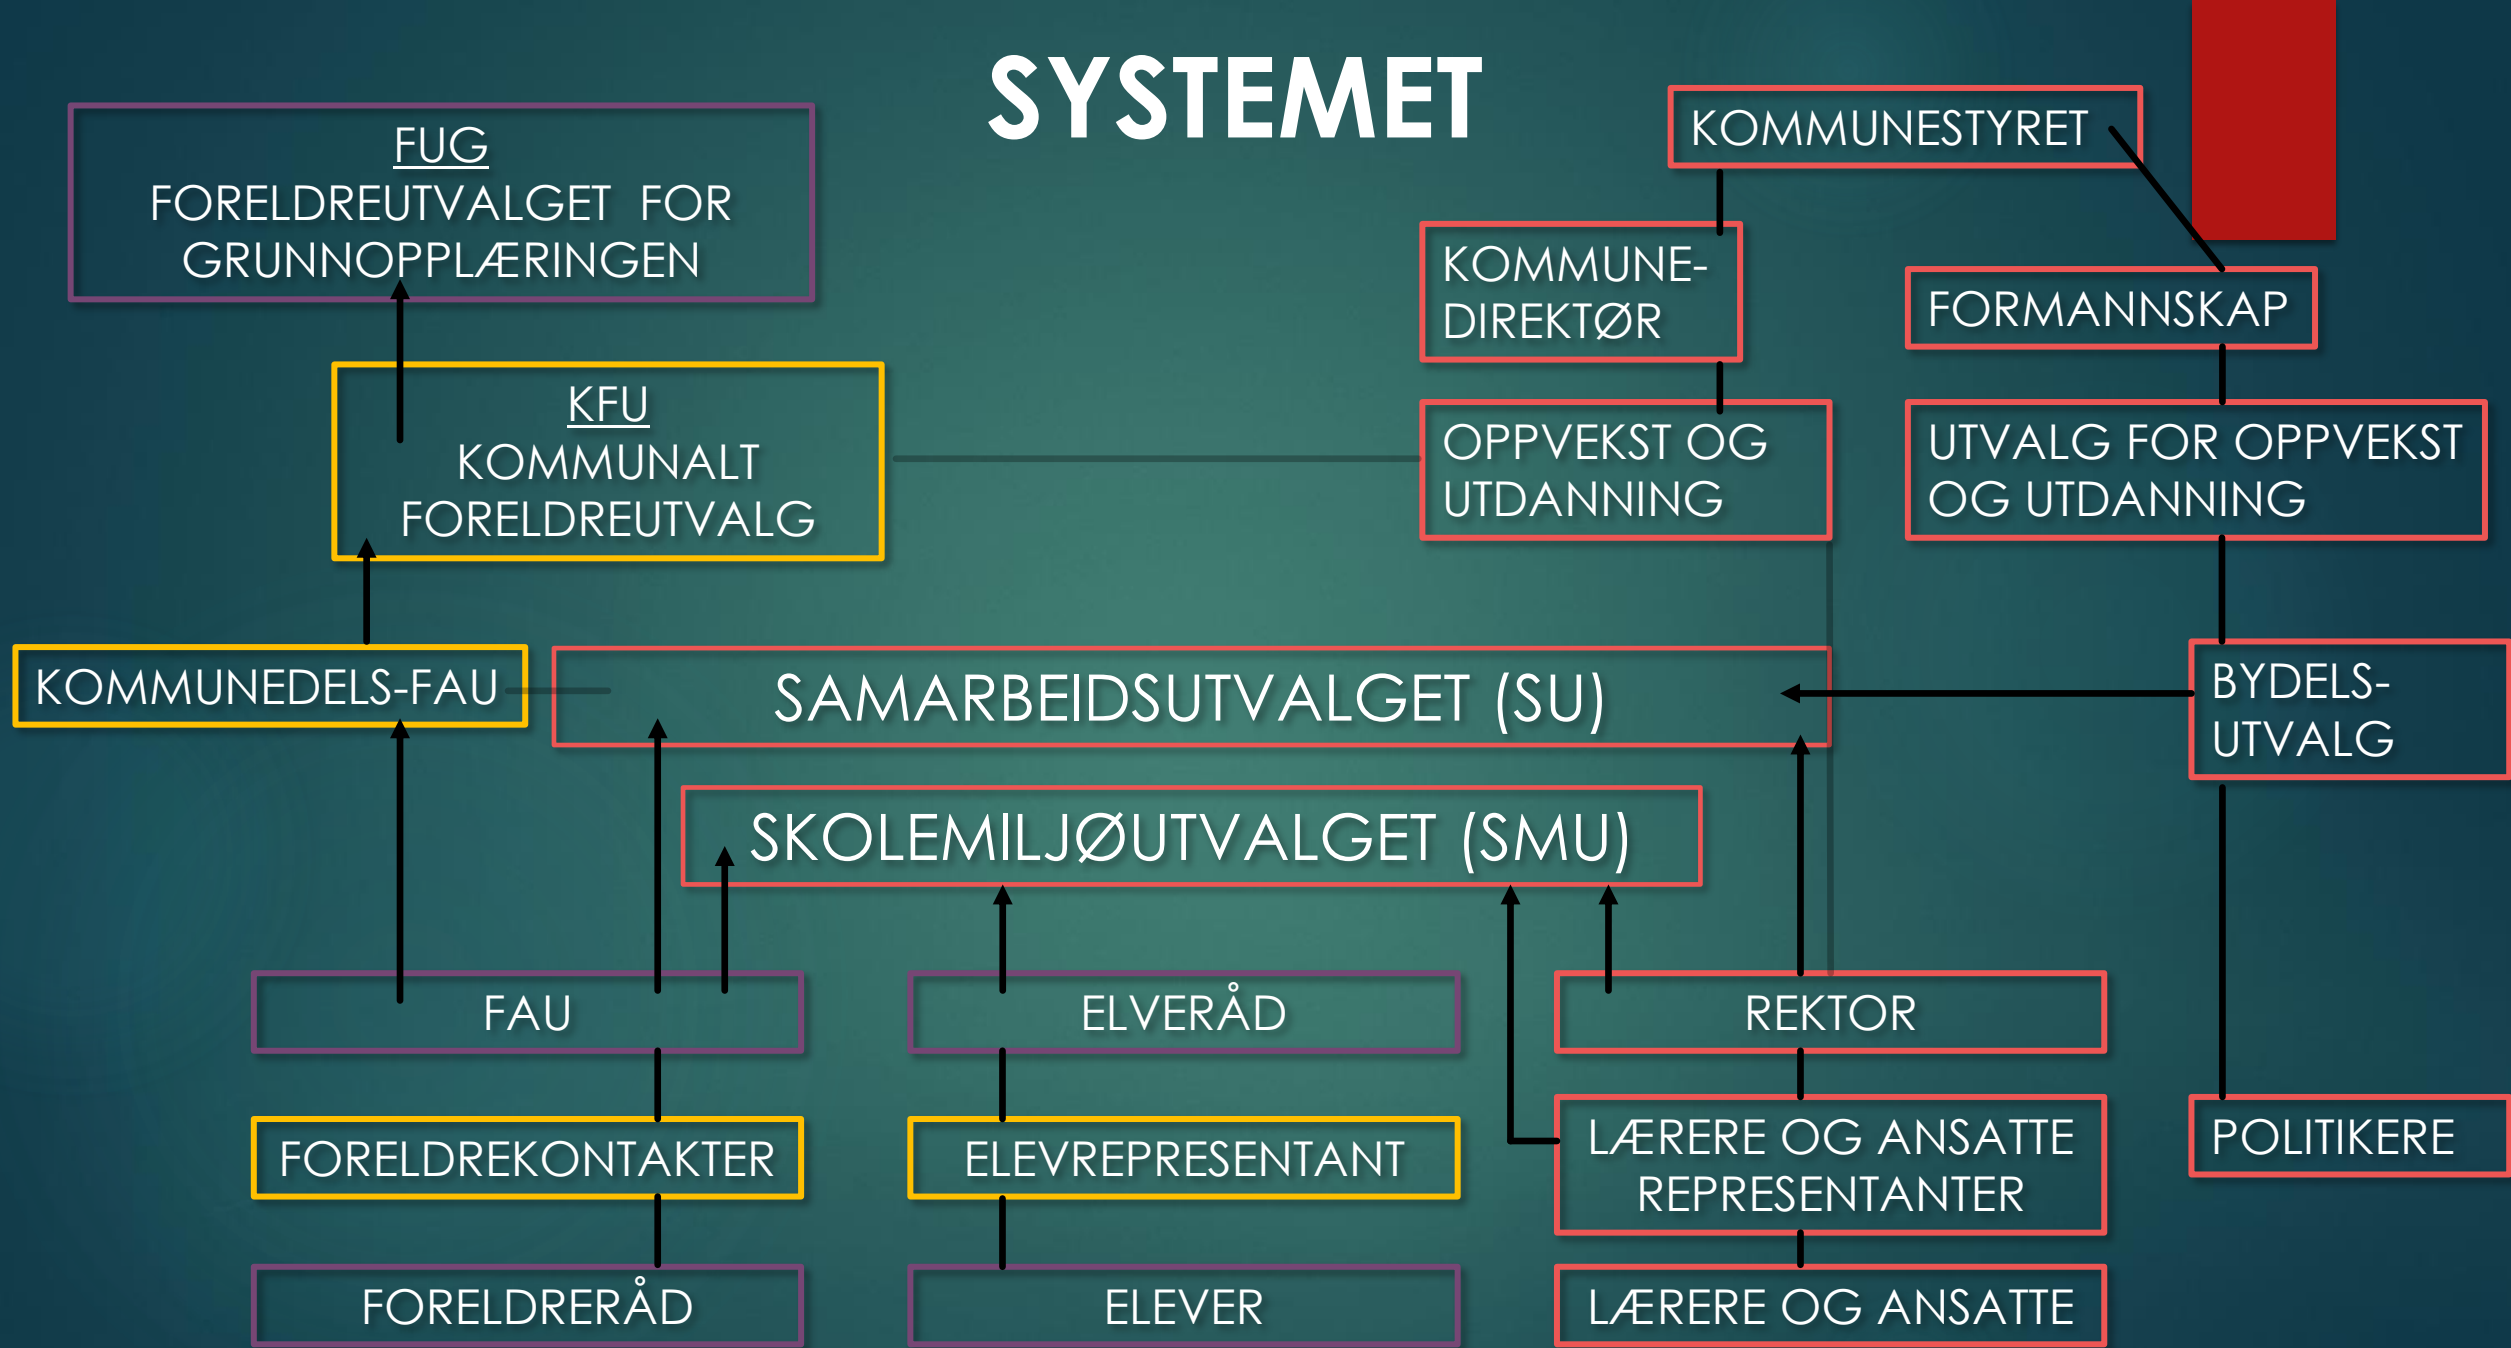 SYSTEMET
FUG
FORELDREUTVALGET FOR
GRUNNOPPLÆRINGEN
KOMMUNESTYRET
KOMMUNE-
DIREKTØR
FORMANNSKAP
KFU
KOMMUNALT
FORELDREUTVALG
OPPVEKST OG
UTDANNING
UTVALG FOR OPPVEKST
OG UTDANNING
KOMMUNEDELS-FAU
SAMARBEIDSUTVALGET (SU)
BYDELS-
UTVALG
SKOLEMILJØUTVALGET (SMU)
FAU
ELVERÅD
REKTOR
FORELDREKONTAKTER
ELEVREPRESENTANT
LÆRERE OG ANSATTE
REPRESENTANTER
POLITIKERE
FORELDRERÅD
ELEVER
LÆRERE OG ANSATTE